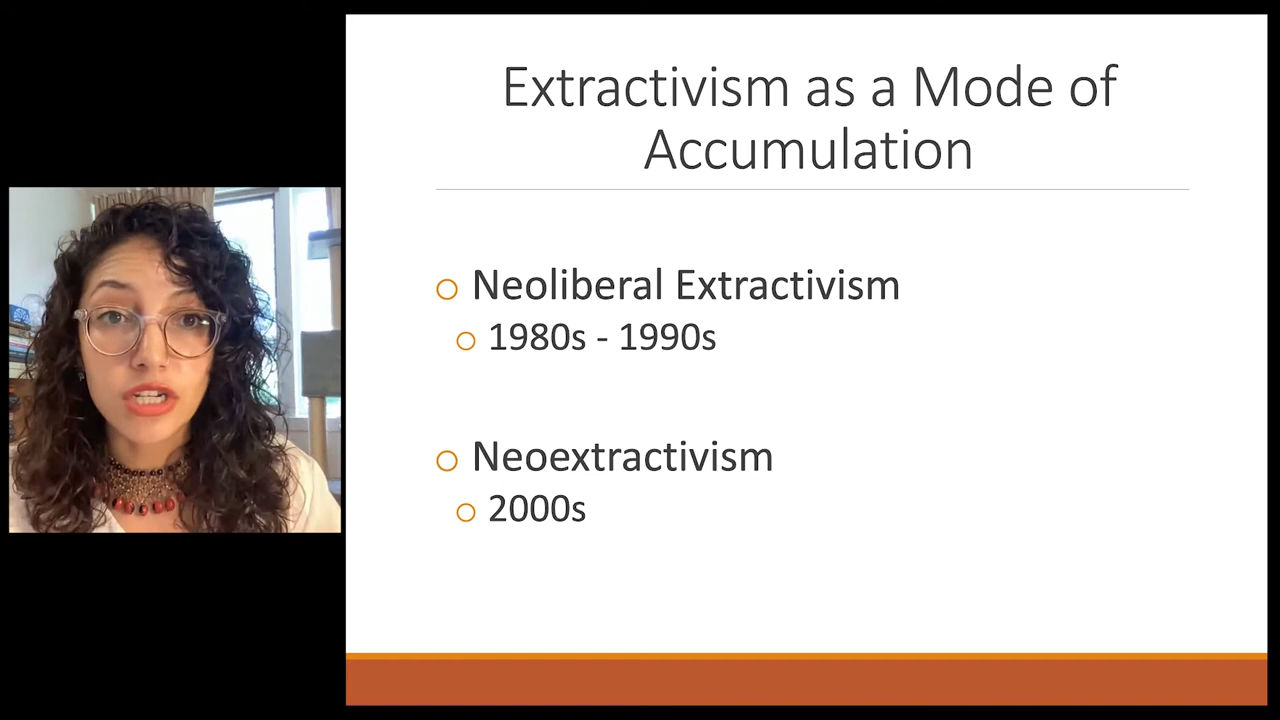 Extractivism as a Mode of
Accumulation
Neoliberal Extractivism
1980s - 1990s
Neoextractivism
2000s